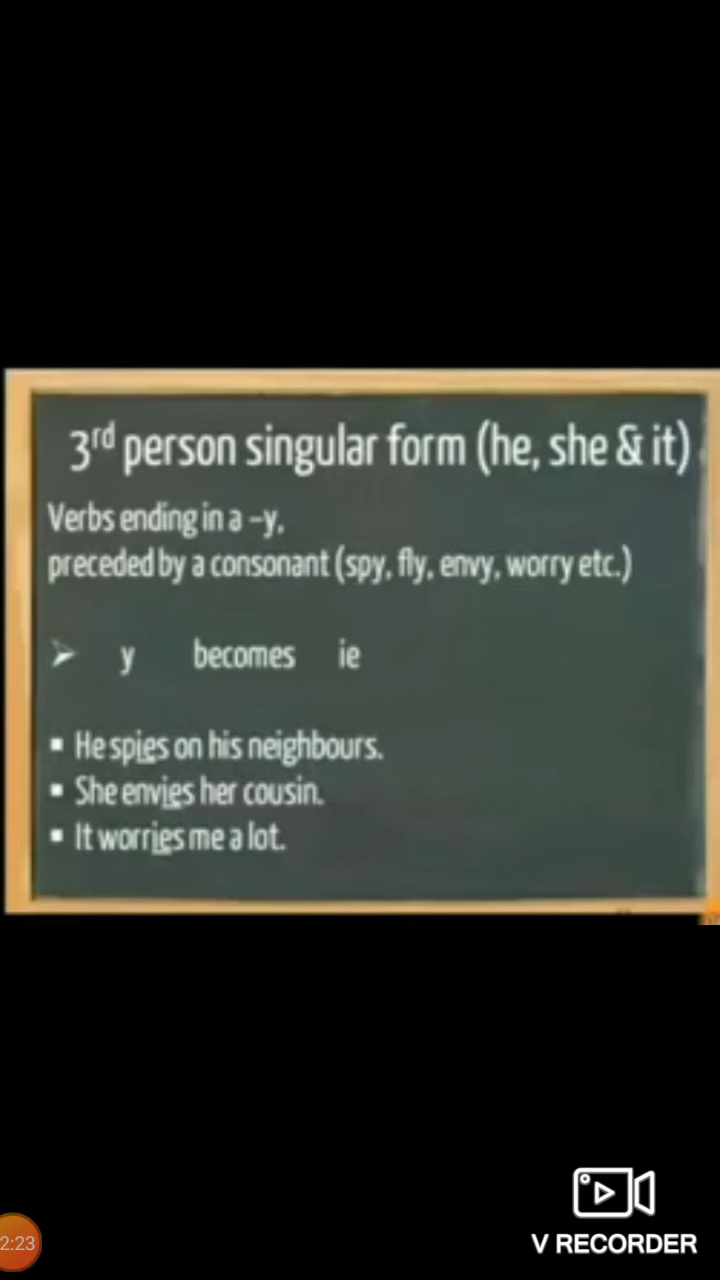 3rd person singular form (he, she & it)
Verbs ending in a –y,
preceded by a consonant (spy, fly, envy, worry etc.)
➢ y becomes ie
▪ He spies on his neighbours.
▪ She envies her cousin.
▪ It worries me a lot.
2:23
V RECORDER